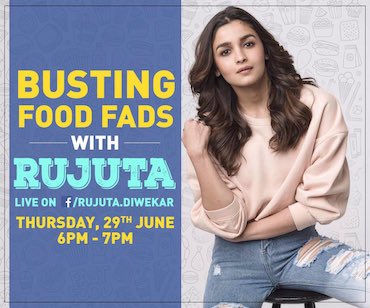 BUSTING
FOOD FADS
WITH
RUJUTA
LIVE ON f/RUJUTA.DIWEKAR
THURSDAY, 29TH JUNE
6PM - 7PM